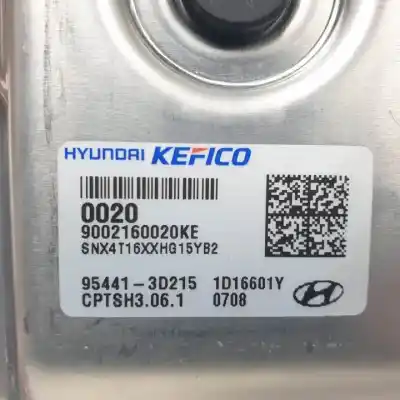 HYUNDAI KEFICO
0020
9002160020KE
SNX4T16XXHG15YB2
95441-3D215 1D16601Y
CPTSH3.06.1 0708